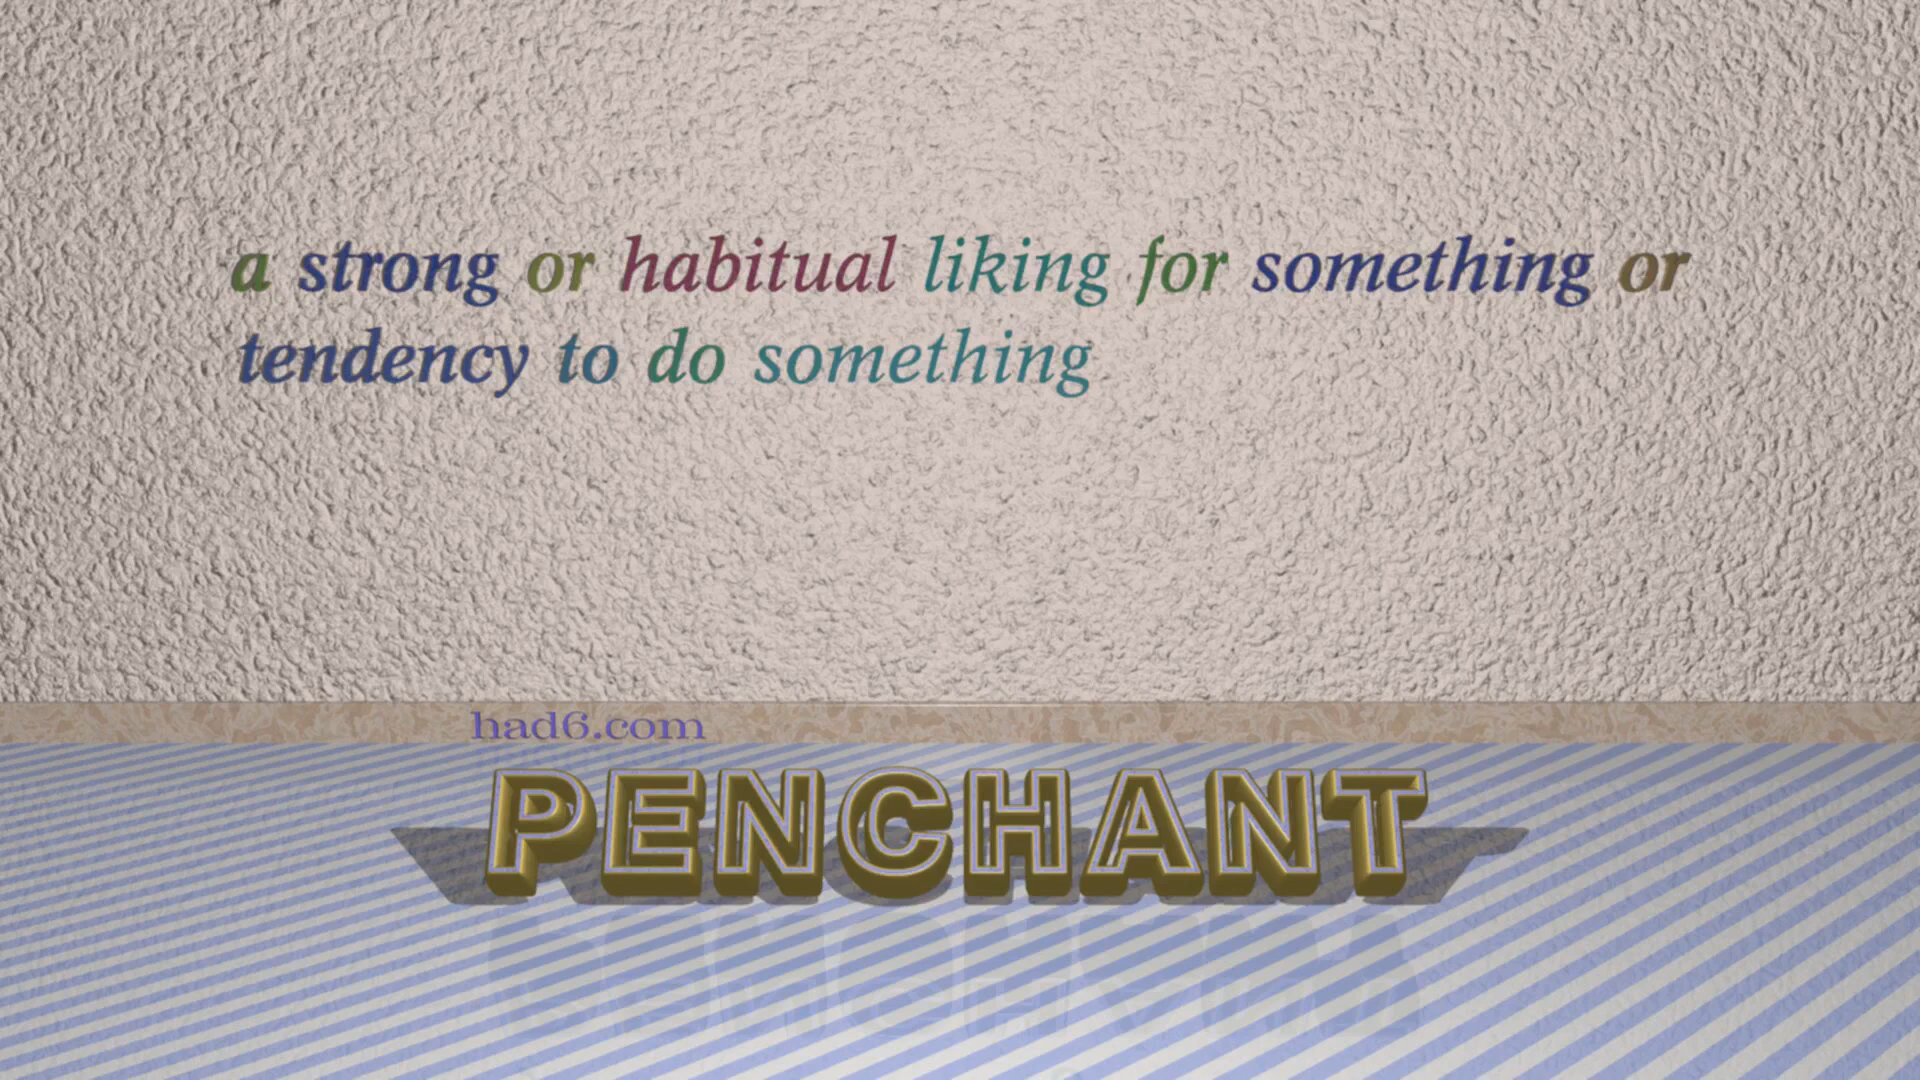 a strong or habitual liking for something or
tendency to do something
had6.com
PENCHANT